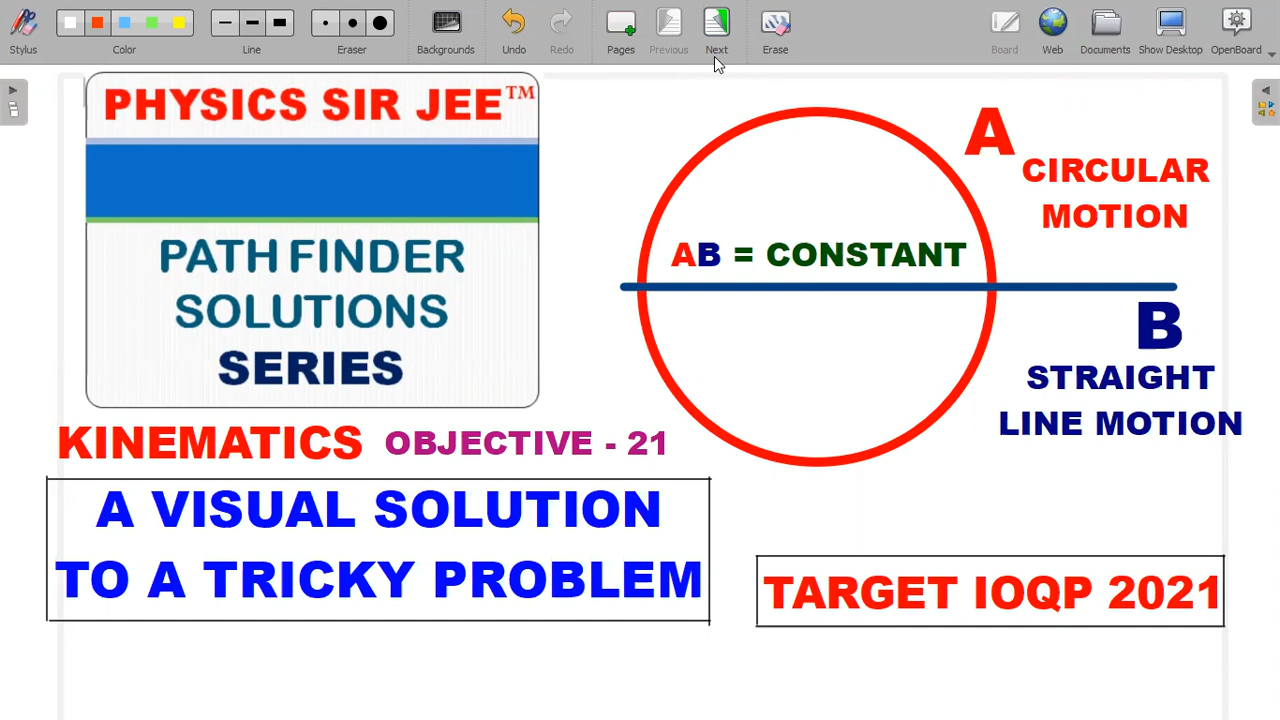 Stylus
Color
Line
Eraser
Backgrounds
Undo
Redo
Pages
Previous
Next
Erase
Board
Web
Documents
Show Desktop
OpenBoard
PHYSICS SIR JEE™
PATH FINDER
SOLUTIONS
SERIES
KINEMATICS OBJECTIVE - 21
A VISUAL SOLUTION
TO A TRICKY PROBLEM
A
CIRCULAR
MOTION
AB = CONSTANT
B
STRAIGHT
LINE MOTION
TARGET IOQP 2021